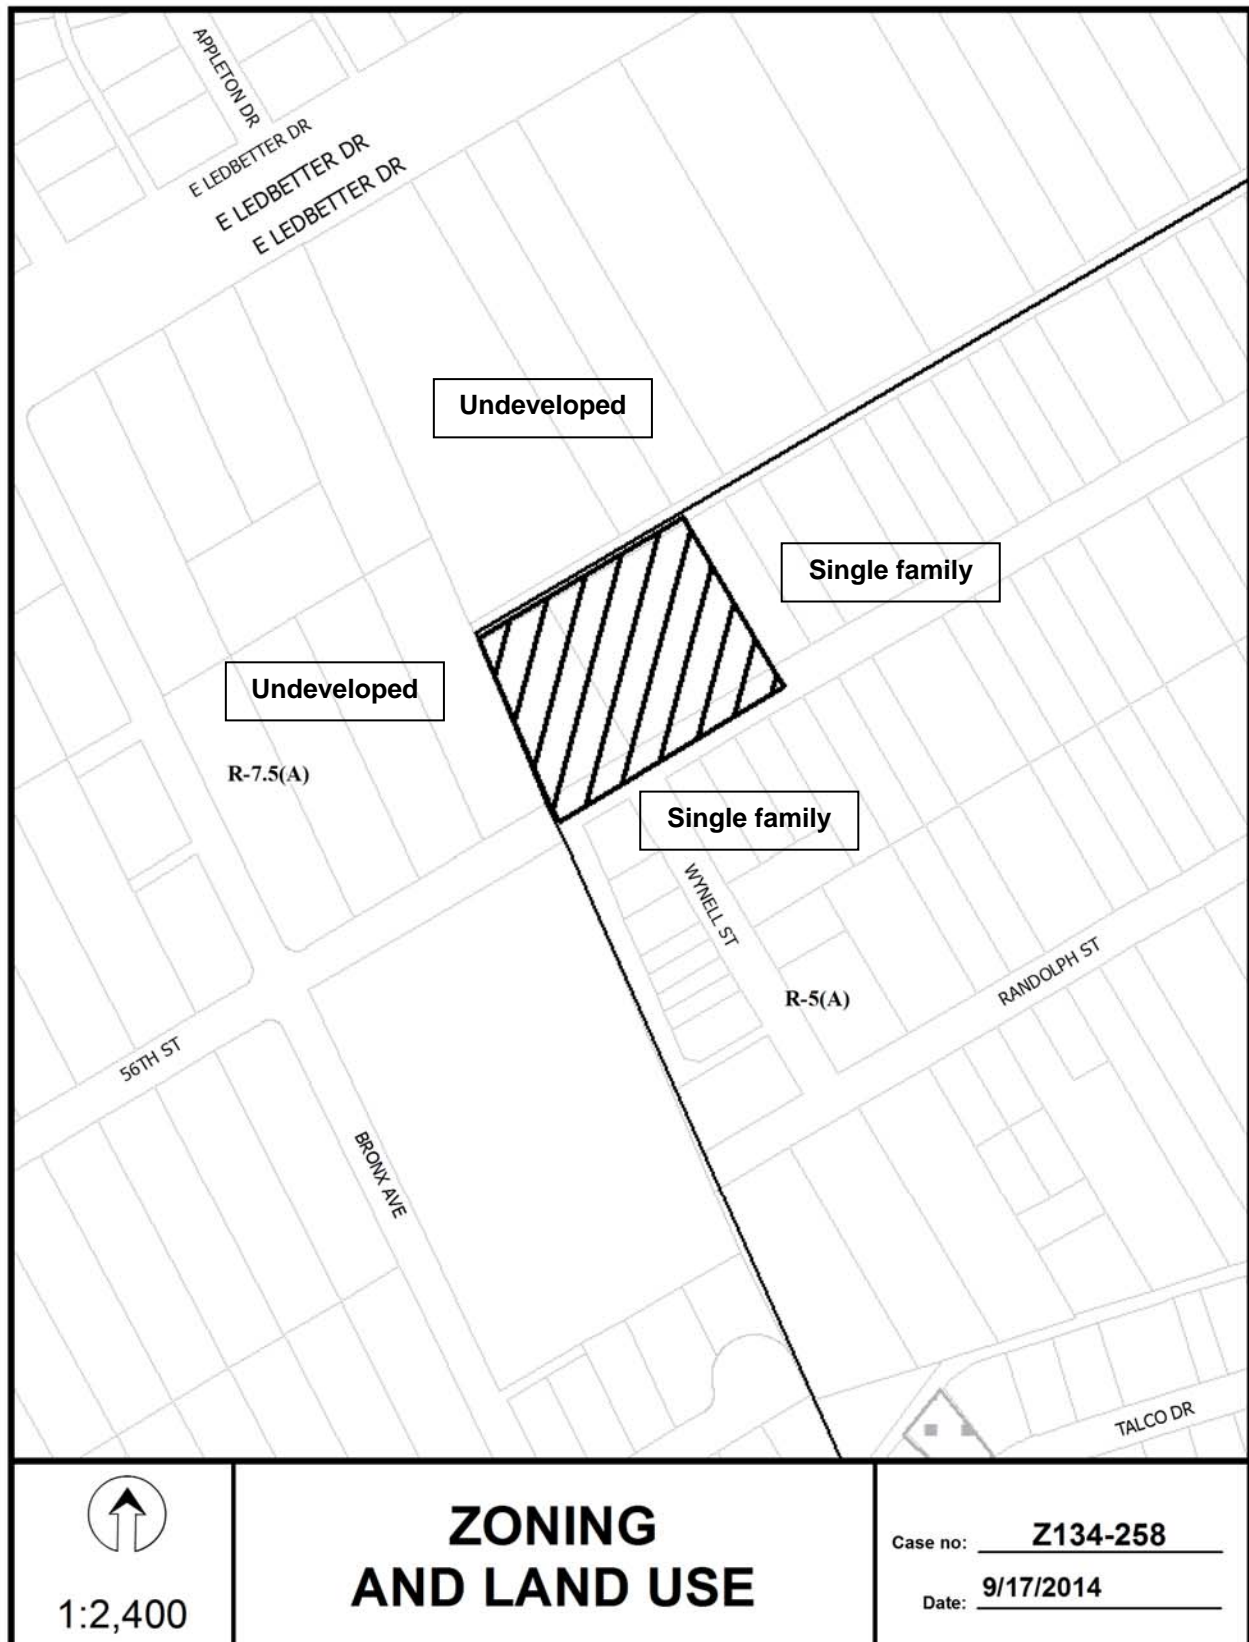 APPLETON DR
E LEDBETTER DR
E LEDBETTER DR
E LEDBETTER DR
Undeveloped
Single family
Undeveloped
R-7.5(A)
Single family
WYNELL ST
R-5(A)
RANDOLPH ST
56TH ST
BRONX AVE
TALCO DR
1:2,400
ZONING
AND LAND USE
Case no: Z134-258
Date: 9/17/2014